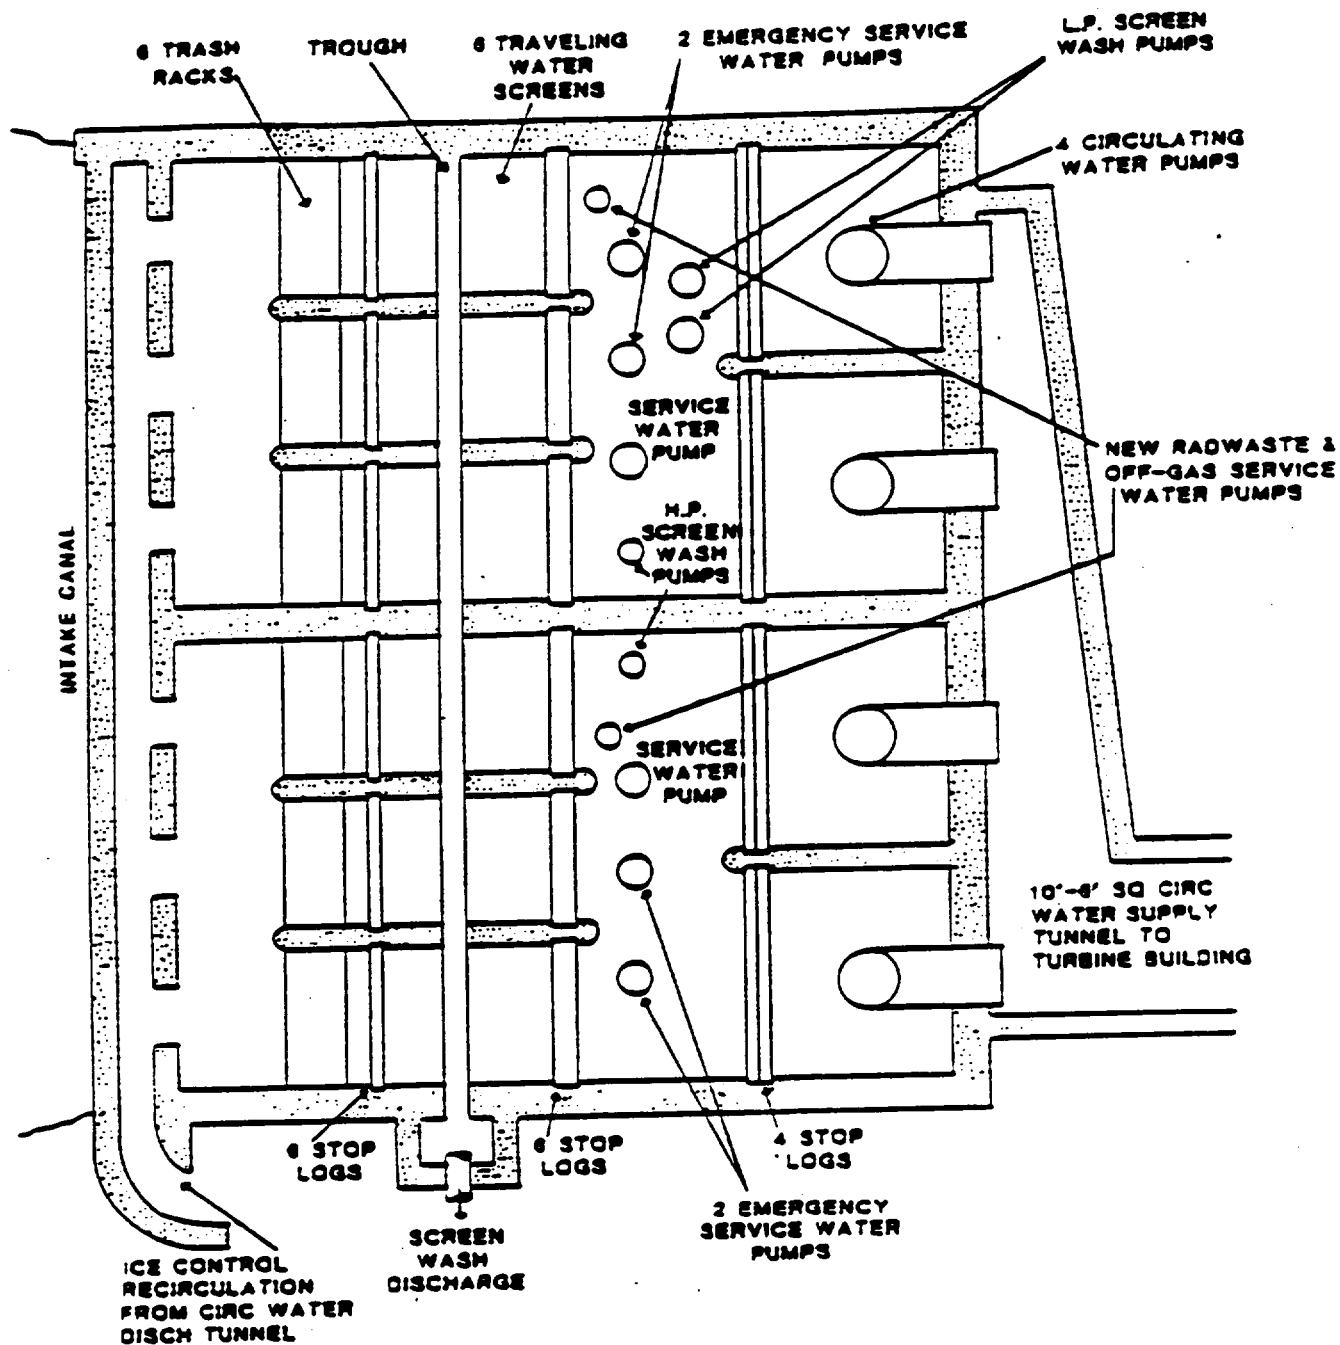 6 TRASH
RACKS
TROUGH
6 TRAVELING
WATER
SCREENS
2 EMERGENCY SERVICE
WATER PUMPS
L.P. SCREEN
WASH PUMPS
4 CIRCULATING
WATER PUMPS
SERVICE
WATER
PUMP
NEW RADWASTE &
OFF-GAS SERVICE
WATER PUMPS
H.P.
SCREEN
WASH
PUMPS
INTAKE CANAL
SERVICE
WATER
PUMP
10'-6' SQ CIRC
WATER SUPPLY
TUNNEL TO
TURBINE BUILDING
6 STOP
LOGS
6 STOP
LOGS
4 STOP
LOGS
2 EMERGENCY
SERVICE WATER
PUMPS
SCREEN
WASH
DISCHARGE
ICE CONTROL
RECIRCULATION
FROM CIRC WATER
DISCH TUNNEL